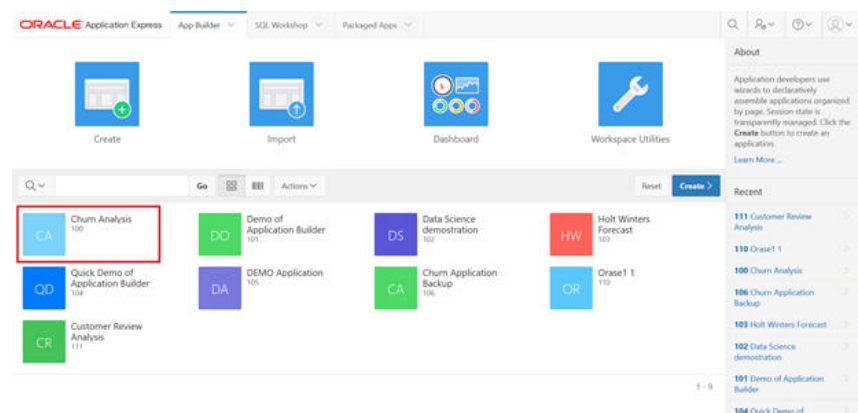 ORACLE Application Express App Builder SQL Workshop Packaged Apps
Create Import Dashboard Workspace Utilities
Go Actions Reset Create >
CA Churn Analysis
100
DO Demo of
Application Builder
101
DS Data Science
demostration
102
HW Holt Winters
Forecast
103
QD Quick Demo of
Application Builder
104
DA DEMO Application
105
CA Churn Application
Backup
106
OR Orase1 1
110
CR Customer Review
Analysis
111
1 - 9
About
Application developers use
wizards to declaratively
assemble applications organized
by page. Session state is
transparently managed. Click the
Create button to create an
application.
Learn More ...
Recent
111 Customer Review
Analysis
110 Orase1 1
100 Churn Analysis
106 Churn Application
Backup
103 Holt Winters Forecast
102 Data Science
demostration
101 Demo of Application
Builder
104 Quick Demo of